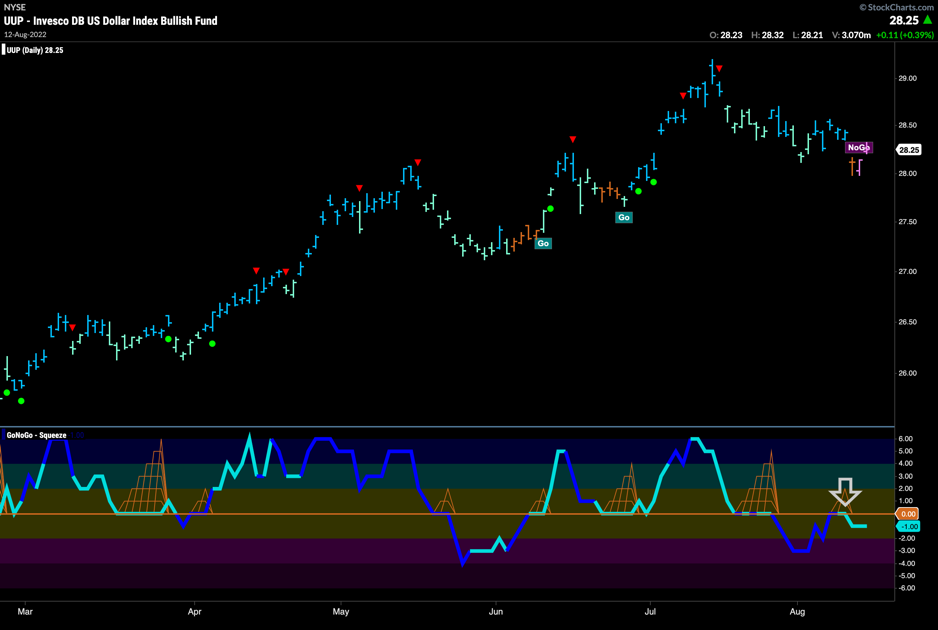 NYSE
© StockCharts.com
UUP - Invesco DB US Dollar Index Bullish Fund
28.25
12-Aug-2022
O: 28.23 H: 28.32 L: 28.21 V: 3.070m +0.11 (+0.39%)
UUP (Daily) 28.25
29.00
28.50
NoGo
28.25
28.00
Go
27.50
Go
27.00
26.50
26.00
GoNoGo - Squeeze
6.00
5.00
4.00
3.00
2.00
1.00
0.00
-1.00
-2.00
-3.00
-4.00
-5.00
-6.00
Mar Apr May Jun Jul Aug